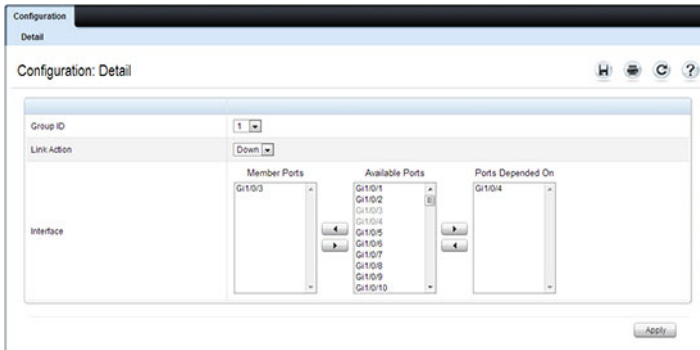 Configuration
Detail
Configuration: Detail
Group ID
1
Link Action
Down
Member Ports
Available Ports
Ports Depended On
Interface
Gi1/0/3
Gi1/0/1
Gi1/0/2
Gi1/0/3
Gi1/0/4
Gi1/0/5
Gi1/0/6
Gi1/0/7
Gi1/0/8
Gi1/0/9
Gi1/0/10
Gi1/0/4
Apply